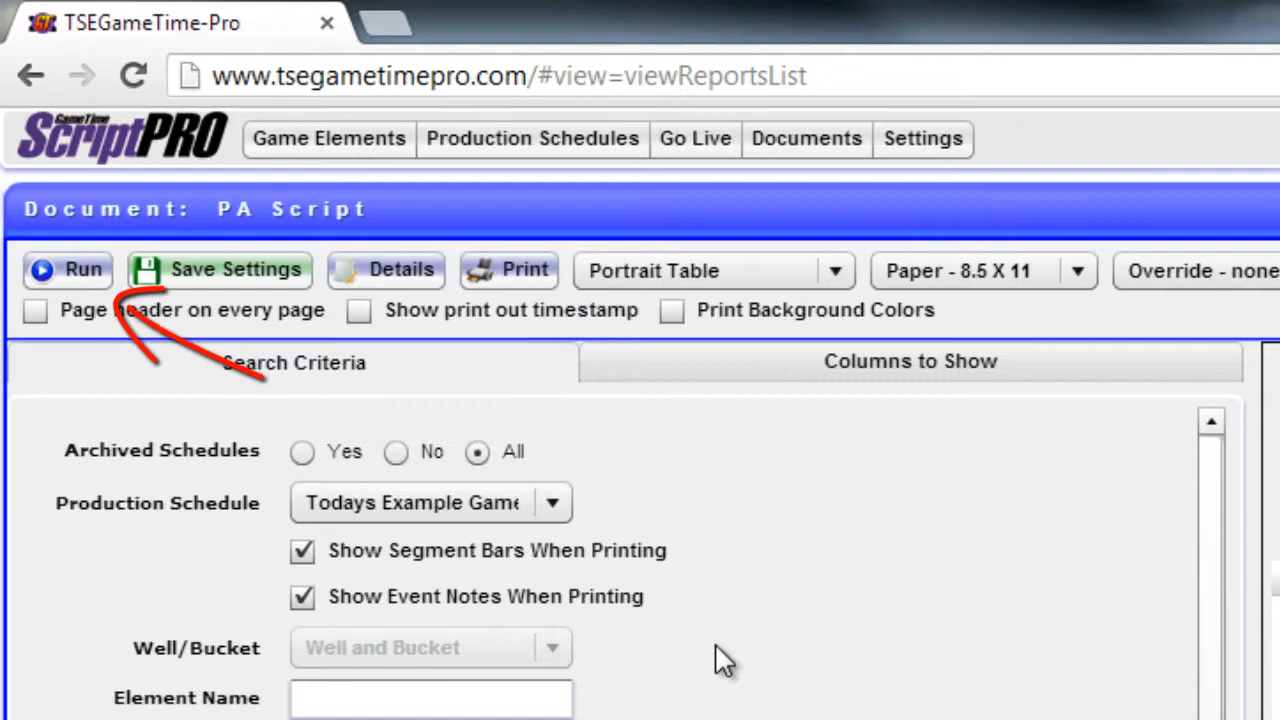 TSEGameTime-Pro
www.tsegametimepro.com/#view=viewReportsList
GameTime
ScriptPRO
Game Elements Production Schedules Go Live Documents Settings
Document: PA Script
Run Save Settings Details Print Portrait Table Paper - 8.5 X 11 Override - none
Page header on every page Show print out timestamp Print Background Colors
Search Criteria Columns to Show
Archived Schedules Yes No All
Production Schedule Todays Example Game
Show Segment Bars When Printing
Show Event Notes When Printing
Well/Bucket Well and Bucket
Element Name